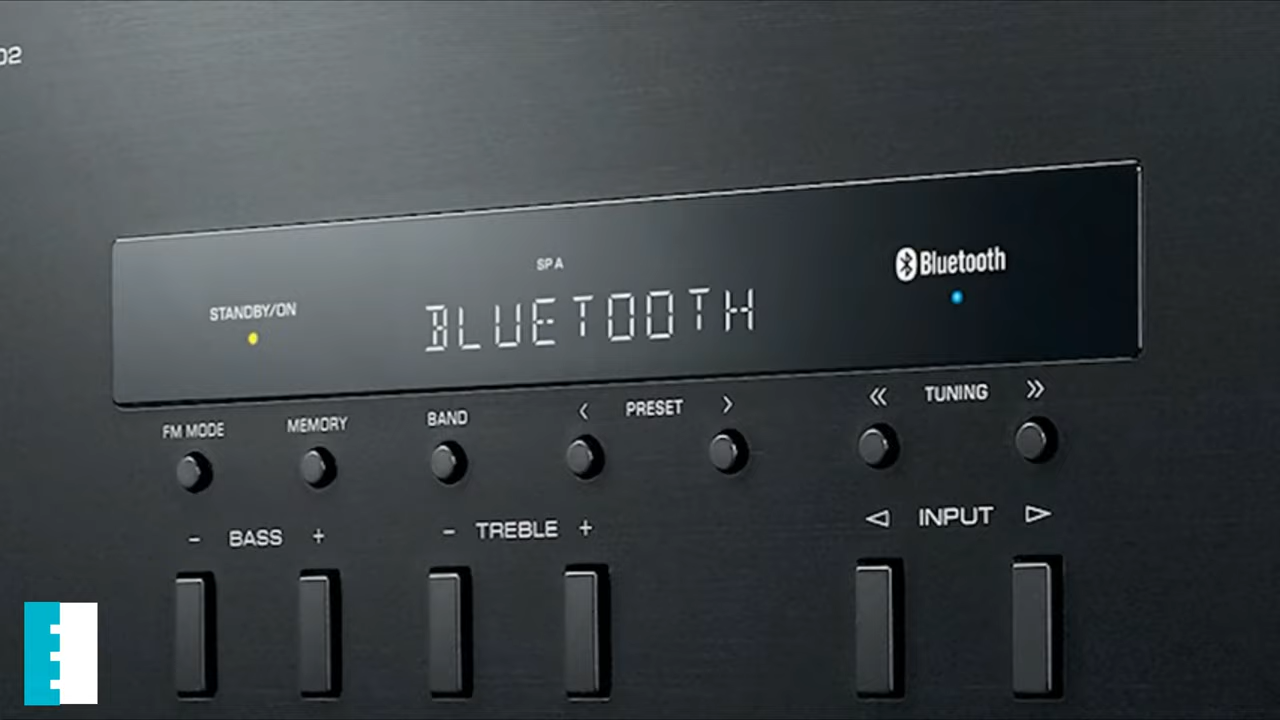 02
SP A
Bluetooth
STANDBY/ON
BLUETOOTH
FM MODE
MEMORY
BAND
< PRESET >
« TUNING »
- BASS +
- TREBLE +
◁ INPUT ▷